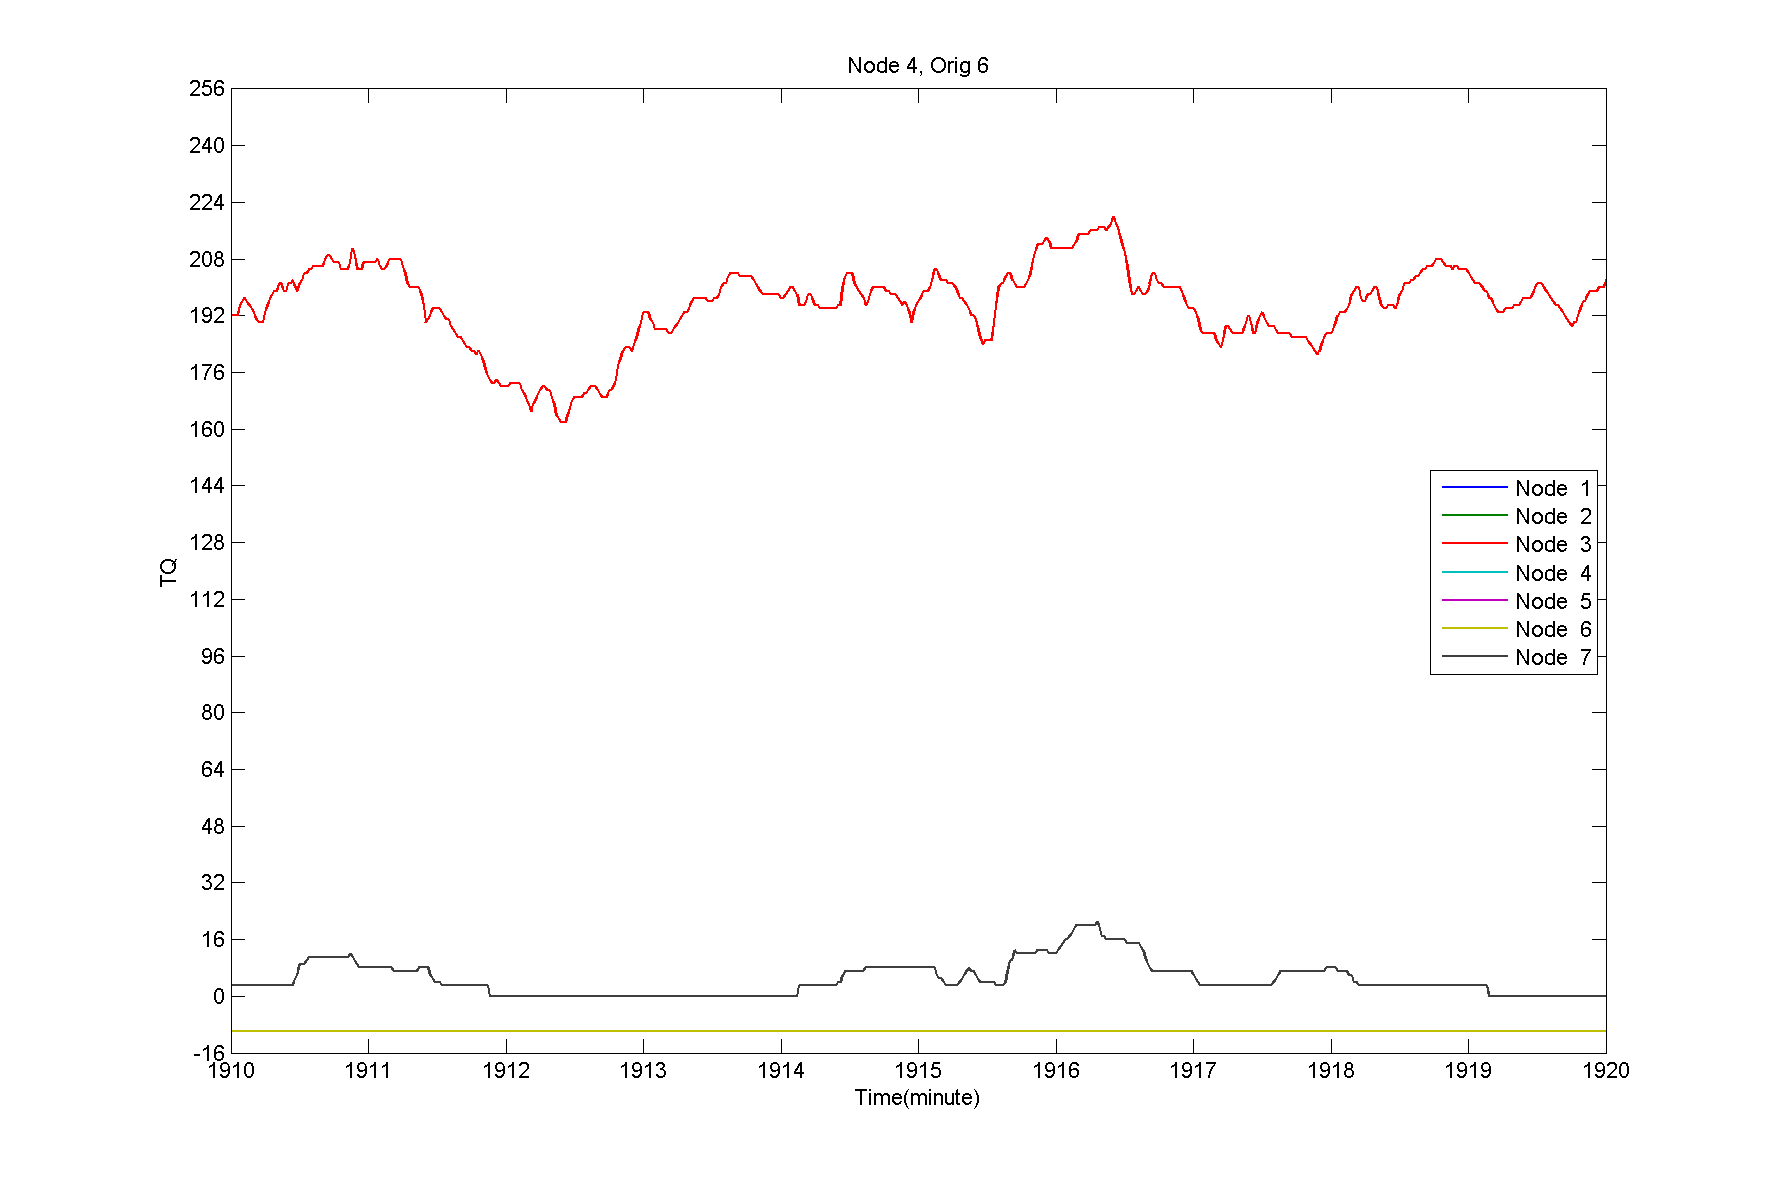 Node 4, Orig 6
256
240
224
208
192
176
160
144
128
112
96
80
64
48
32
16
0
-16
TQ
Node 1
Node 2
Node 3
Node 4
Node 5
Node 6
Node 7
1910 1911 1912 1913 1914 1915 1916 1917 1918 1919 1920
Time(minute)